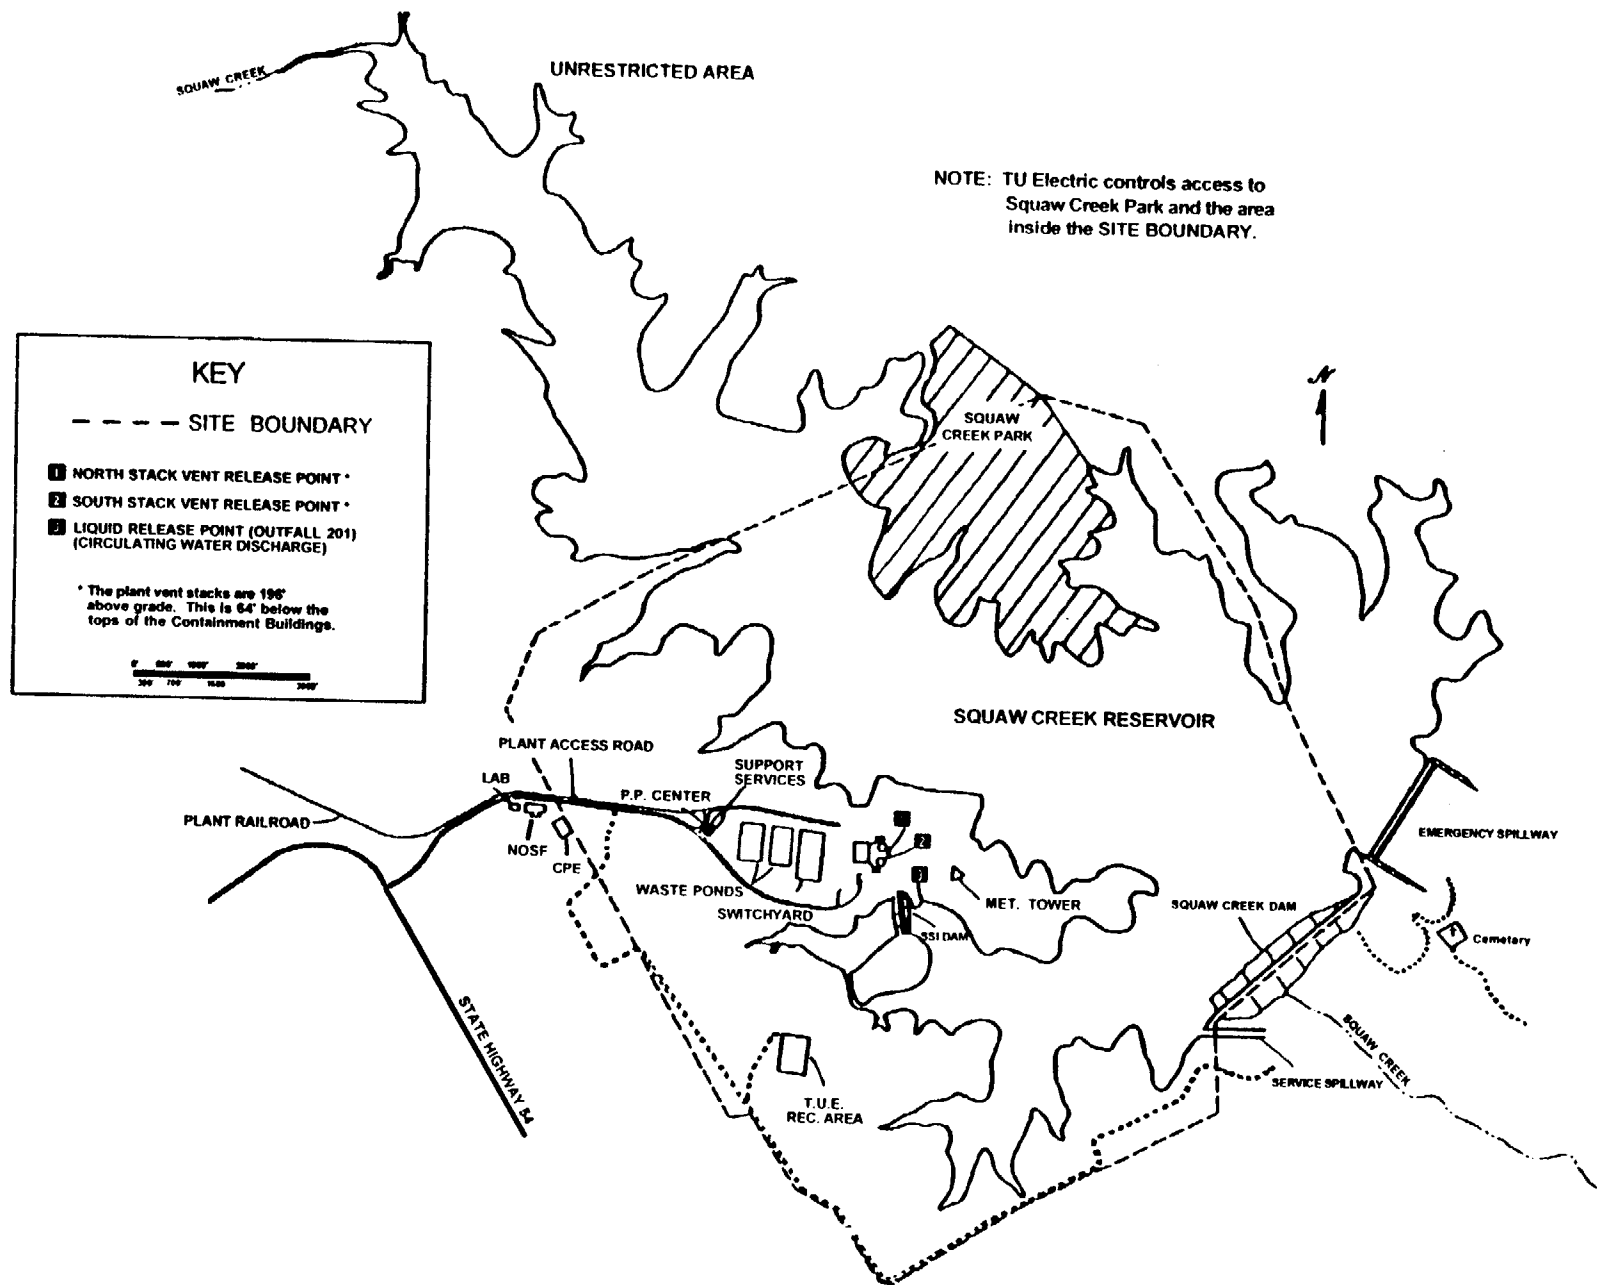 SQUAW CREEK
UNRESTRICTED AREA
NOTE: TU Electric controls access to
Squaw Creek Park and the area
inside the SITE BOUNDARY.
KEY
SITE BOUNDARY
1 NORTH STACK VENT RELEASE POINT *
2 SOUTH STACK VENT RELEASE POINT *
3 LIQUID RELEASE POINT (OUTFALL 201)
(CIRCULATING WATER DISCHARGE)
* The plant vent stacks are 196'
above grade. This is 64' below the
tops of the Containment Buildings.
N
SQUAW
CREEK PARK
SQUAW CREEK RESERVOIR
PLANT ACCESS ROAD
SUPPORT
SERVICES
LAB
P.P. CENTER
PLANT RAILROAD
NOSF
CPE
WASTE PONDS
SWITCHYARD
2
MET. TOWER
SSI DAM
EMERGENCY SPILLWAY
SQUAW CREEK DAM
Cemetary
STATE HIGHWAY 54
SQUAW CREEK
SERVICE SPILLWAY
T.U.E.
REC. AREA